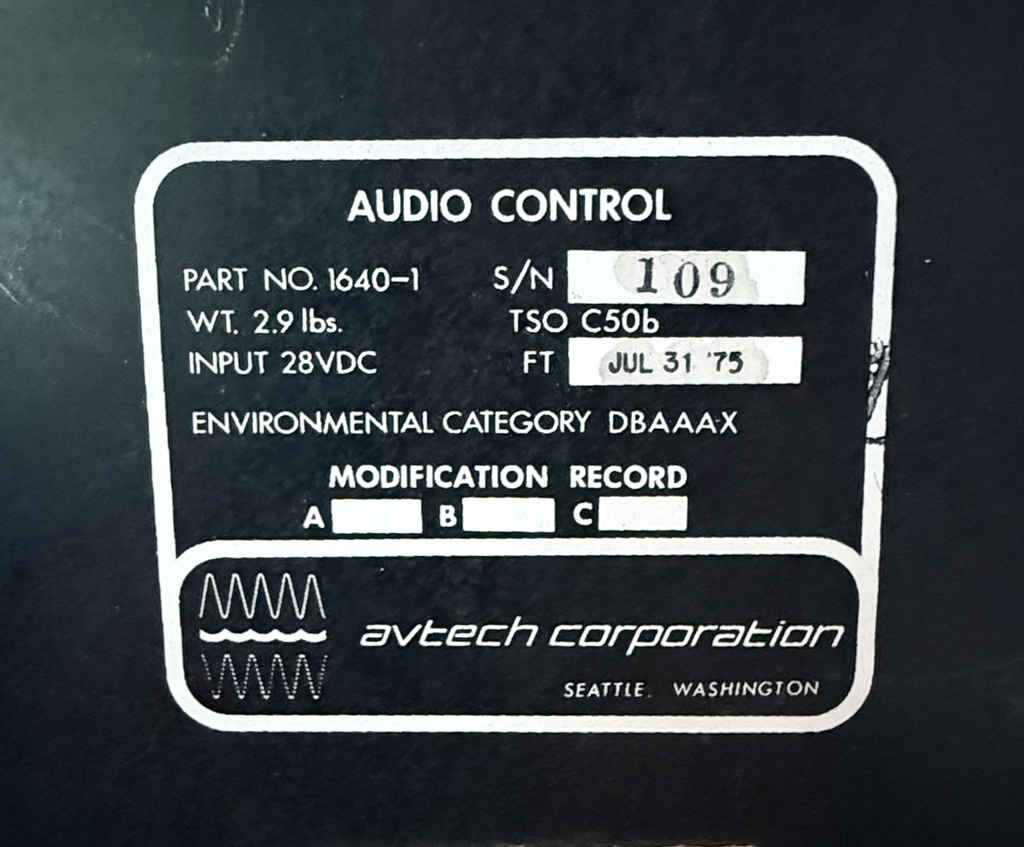 AUDIO CONTROL
PART NO. 1640-1 S/N 109
WT. 2.9 lbs. TSO C50b
INPUT 28VDC FT JUL 31 '75
ENVIRONMENTAL CATEGORY DBAAAX
MODIFICATION RECORD
A B C
avtech corporation
SEATTLE. WASHINGTON